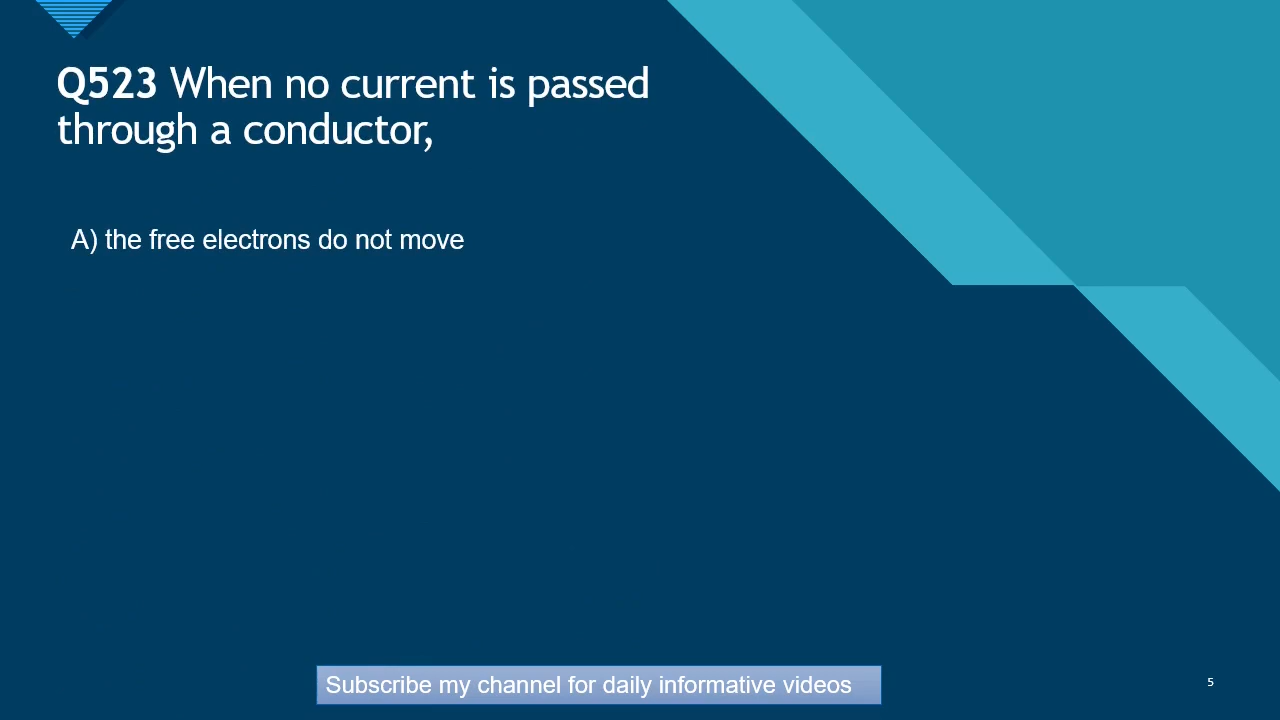 Q523 When no current is passed
through a conductor,
A) the free electrons do not move
Subscribe my channel for daily informative videos
5